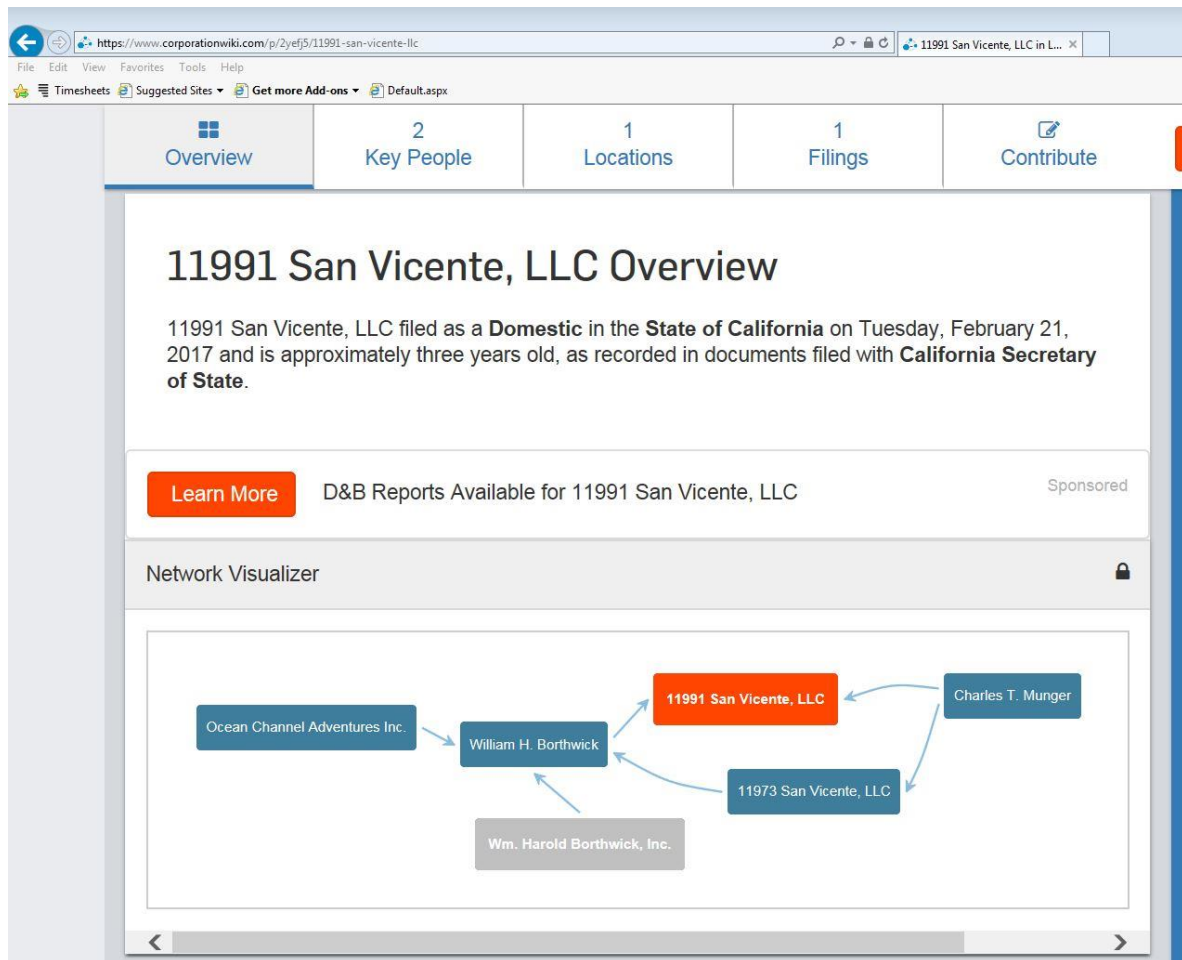 https://www.corporationwiki.com/p/2yefj5/11991-san-vicente-llc
11991 San Vicente, LLC in L...
File Edit View Favorites Tools Help
Timesheets Suggested Sites Get more Add-ons Default.aspx
2 1 1
Overview Key People Locations Filings Contribute
11991 San Vicente, LLC Overview
11991 San Vicente, LLC filed as a Domestic in the State of California on Tuesday, February 21,
2017 and is approximately three years old, as recorded in documents filed with California Secretary
of State.
Learn More D&B Reports Available for 11991 San Vicente, LLC Sponsored
Network Visualizer
11991 San Vicente, LLC Charles T. Munger
Ocean Channel Adventures Inc.
William H. Borthwick
11973 San Vicente, LLC
Wm. Harold Borthwick, Inc.